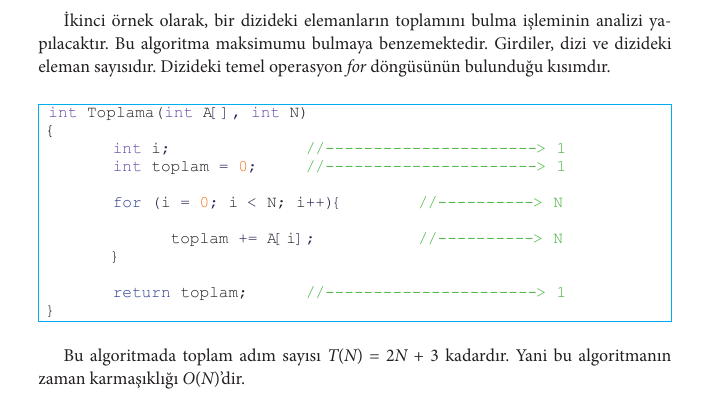 İkinci örnek olarak, bir dizideki elemanların toplamını bulma işleminin analizi ya-
pılacaktır. Bu algoritma maksimumu bulmaya benzemektedir. Girdiler, dizi ve dizideki
eleman sayısıdır. Dizideki temel operasyon for döngüsünün bulunduğu kısımdır.
int Toplama(int A[], int N)
{
int i; //----------------------> 1
int toplam = 0; //----------------------> 1
for (i = 0; i < N; i++){ //----------> N
toplam += A[i]; //----------> N
}
return toplam; //----------------------> 1
}
Bu algoritmada toplam adım sayısı T(N) = 2N + 3 kadardır. Yani bu algoritmanın
zaman karmaşıklığı O(N)’dir.